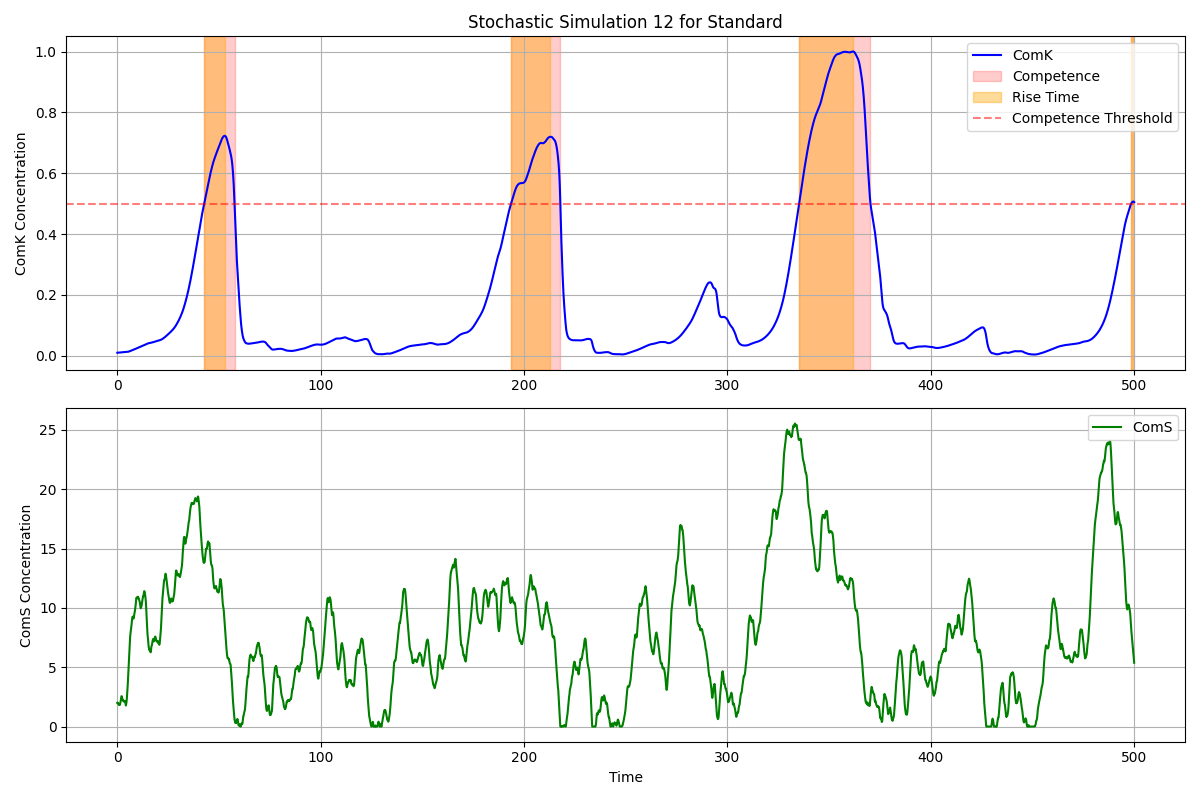 Stochastic Simulation 12 for Standard
ComK Concentration
1.0
0.8
0.6
0.4
0.2
0.0
ComK
Competence
Rise Time
Competence Threshold
0 100 200 300 400 500
ComS Concentration
25
20
15
10
5
0
ComS
0 100 200 300 400 500
Time